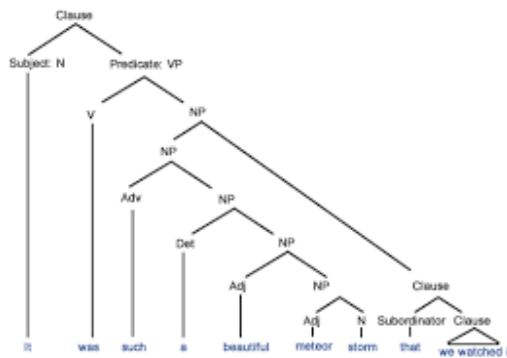 Clause
Subject: N Predicate: VP
V NP
NP
Adv NP
Det NP
Adj NP Clause
Adj N Subordinator Clause
It was such a beautiful meteor storm that we watched